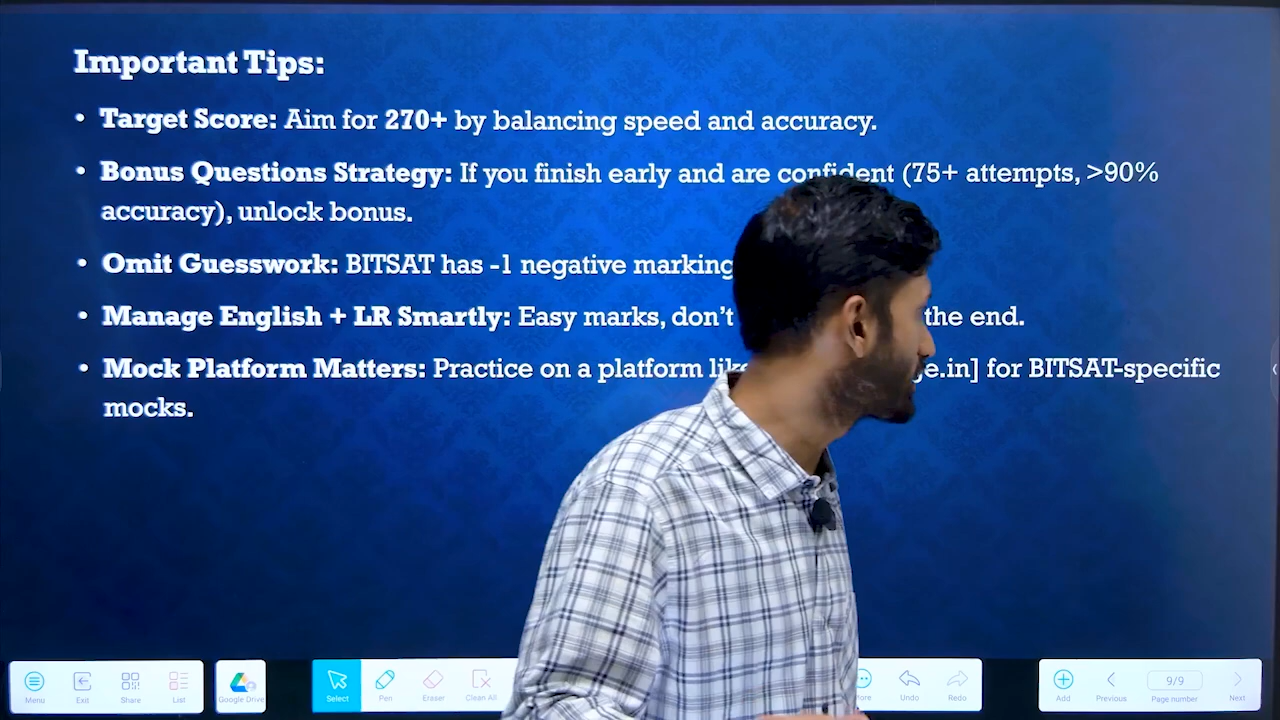 Important Tips:
• Target Score: Aim for 270+ by balancing speed and accuracy.
• Bonus Questions Strategy: If you finish early and are confident (75+ attempts, >90%
accuracy), unlock bonus.
• Omit Guesswork: BITSAT has -1 negative marking
• Manage English + LR Smartly: Easy marks, don't the end.
• Mock Platform Matters: Practice on a platform for BITSAT-specific
mocks.
Menu Exit Share List Google Drive Select Pen Eraser Clean All Undo Redo Add Previous 9/9 Page number Next